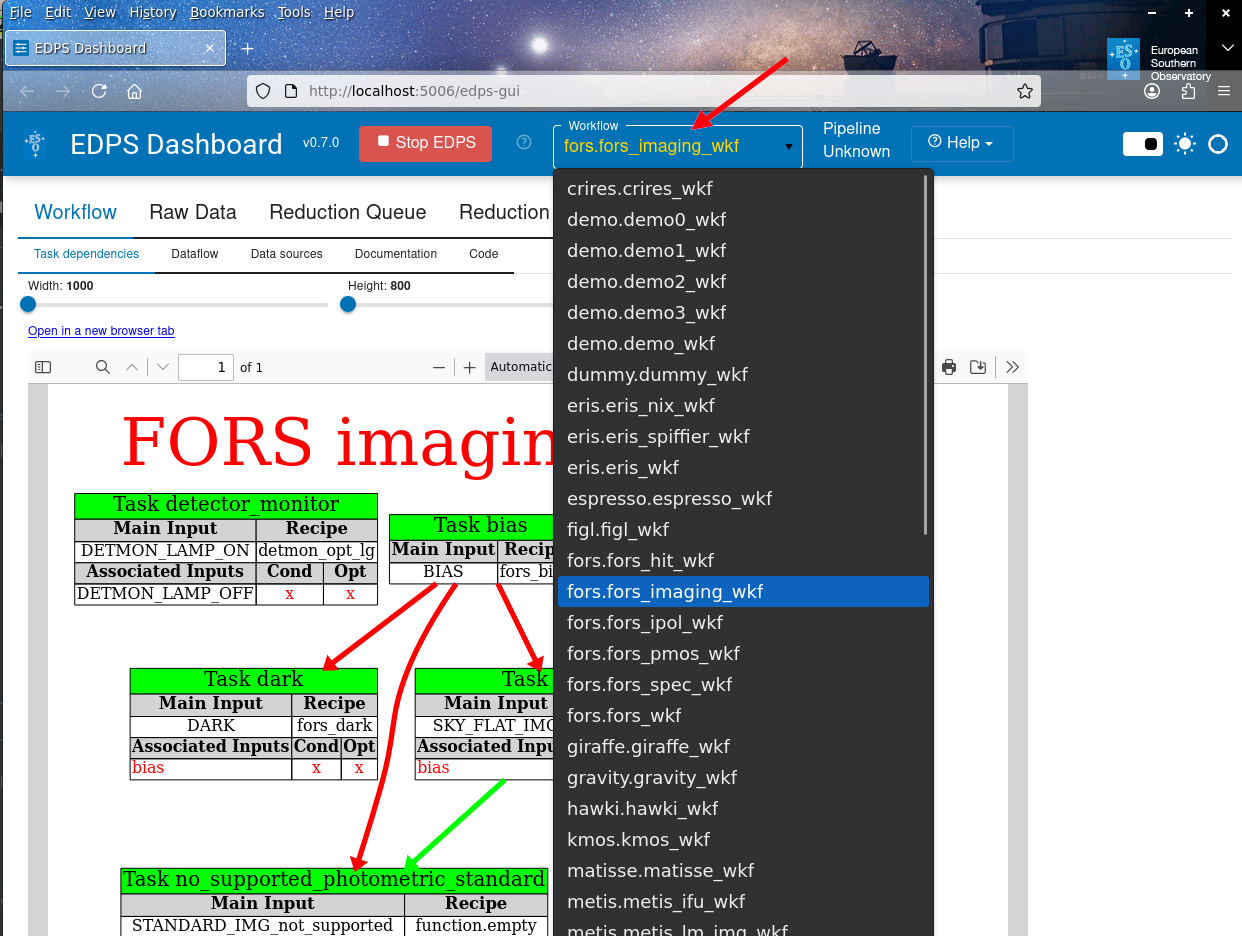 File Edit View History Bookmarks Tools Help
EDPS Dashboard
European
Southern
Observatory
http://localhost:5006/edps-gui
EDPS Dashboard v0.7.0 Stop EDPS
Workflow
fors.fors_imaging_wkf
Pipeline
Unknown
Help
Workflow Raw Data Reduction Queue Reduction
Task dependencies Dataflow Data sources Documentation Code
Width: 1000 Height: 800
Open in a new browser tab
1 of 1 Automatic
FORS imagin
Task detector_monitor
Main Input Recipe
DETMON_LAMP_ON detmon_opt_lg
Associated Inputs Cond Opt
DETMON_LAMP_OFF x x
Task bias
Main Input Recip
BIAS fors_bi
Task dark
Main Input Recipe
DARK fors_dark
Associated Inputs Cond Opt
bias x x
Task
Main Input
SKY_FLAT_IMG
Associated Inpu
bias
Task no_supported_photometric_standard
Main Input Recipe
STANDARD_IMG_not_supported function.empty
crires.crires_wkf
demo.demo0_wkf
demo.demo1_wkf
demo.demo2_wkf
demo.demo3_wkf
demo.demo_wkf
dummy.dummy_wkf
eris.eris_nix_wkf
eris.eris_spiffier_wkf
eris.eris_wkf
espresso.espresso_wkf
figl.figl_wkf
fors.fors_hit_wkf
fors.fors_imaging_wkf
fors.fors_ipol_wkf
fors.fors_pmos_wkf
fors.fors_spec_wkf
fors.fors_wkf
giraffe.giraffe_wkf
gravity.gravity_wkf
hawki.hawki_wkf
kmos.kmos_wkf
matisse.matisse_wkf
metis.metis_ifu_wkf
metis.metis_lm_img_wkf